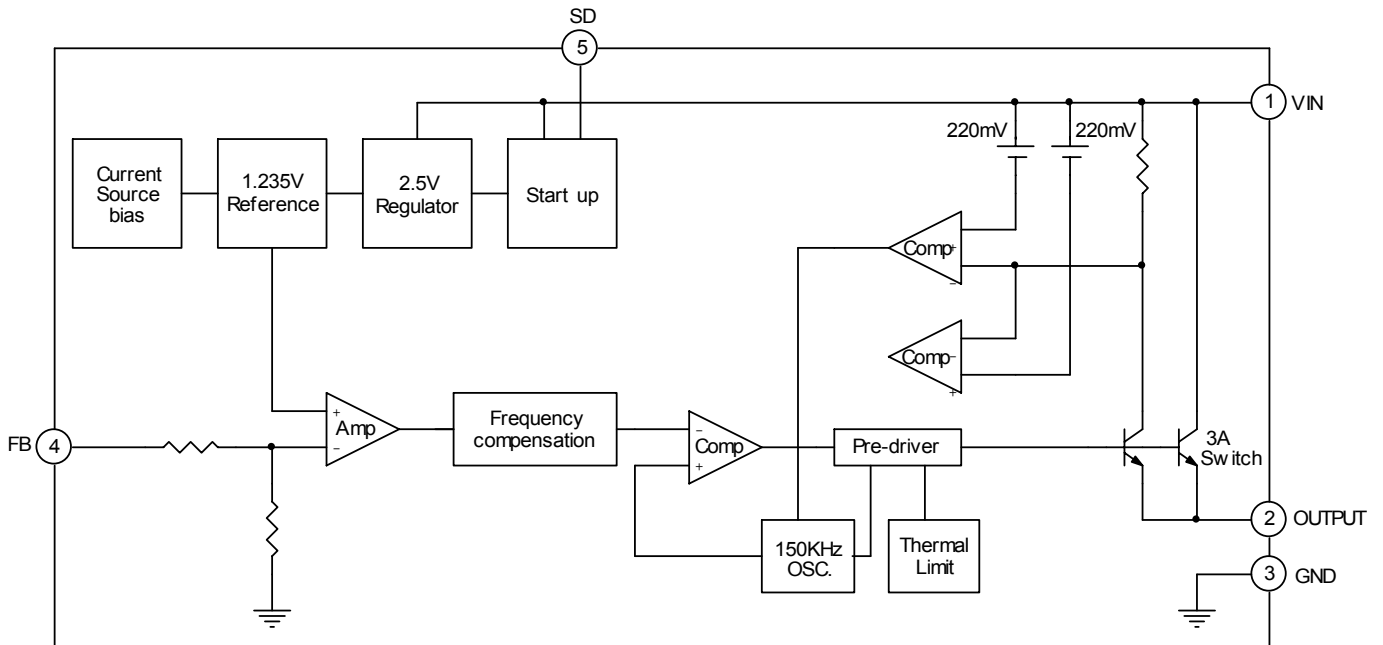 SD
5
1 VIN
220mV 220mV
Current
Source
bias
1.235V
Reference
2.5V
Regulator
Start up
Comp
+
−
Comp
−
+
FB 4
+
Amp
−
Frequency
compensation
−
Comp
+
Pre-driver
3A
Switch
150KHz
OSC.
Thermal
Limit
2 OUTPUT
3 GND